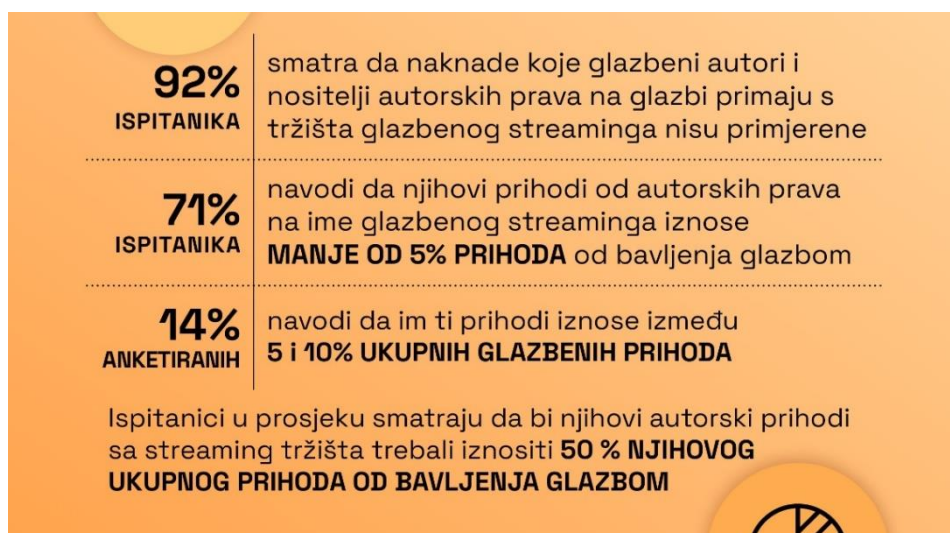 92%
ISPITANIKA
smatra da naknade koje glazbeni autori i
nositelji autorskih prava na glazbi primaju s
tržišta glazbenog streaminga nisu primjerene
71%
ISPITANIKA
navodi da njihovi prihodi od autorskih prava
na ime glazbenog streaminga iznose
MANJE OD 5% PRIHODA od bavljenja glazbom
14%
ANKETIRANIH
navodi da im ti prihodi iznose između
5 i 10% UKUPNIH GLAZBENIH PRIHODA
Ispitanici u prosjeku smatraju da bi njihovi autorski prihodi
sa streaming tržišta trebali iznositi 50 % NJIHOVOG
UKUPNOG PRIHODA OD BAVLJENJA GLAZBOM